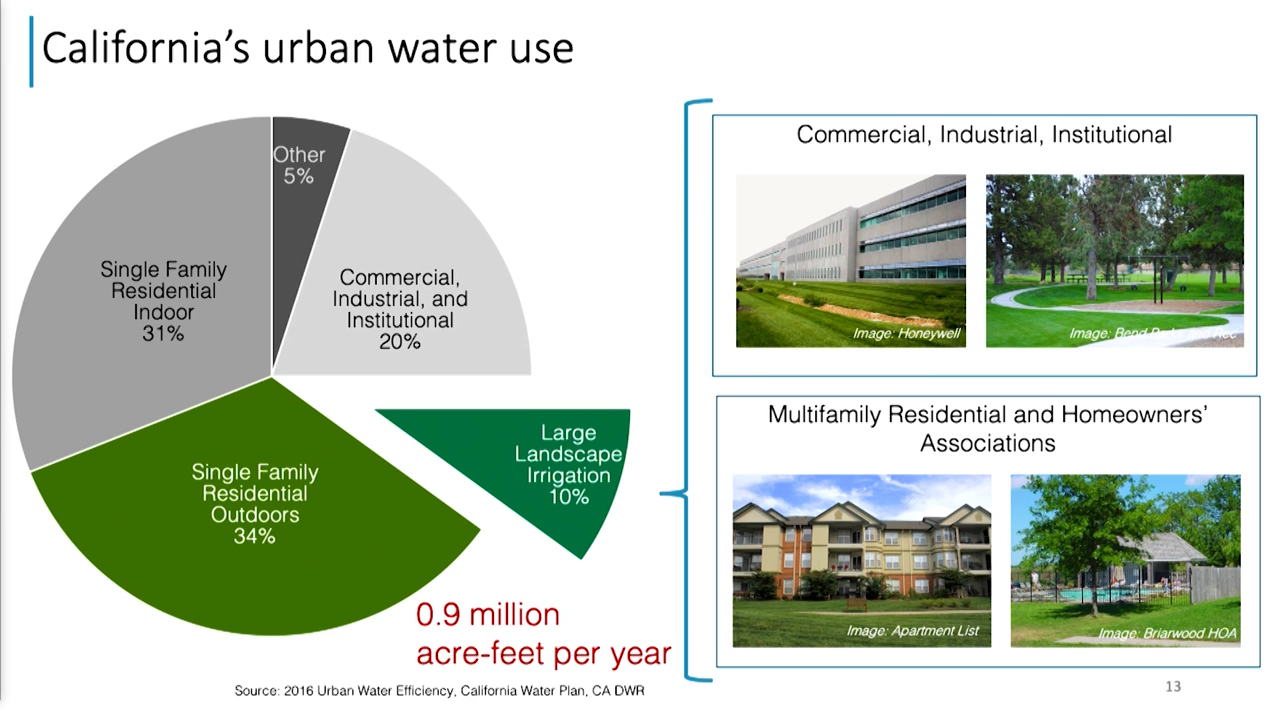 California’s urban water use
Other
5%
Single Family
Residential
Indoor
31%
Commercial,
Industrial, and
Institutional
20%
Large
Landscape
Irrigation
10%
Single Family
Residential
Outdoors
34%
0.9 million
acre-feet per year
Source: 2016 Urban Water Efficiency, California Water Plan, CA DWR
Commercial, Industrial, Institutional
Image: Honeywell
Image: Bend
Multifamily Residential and Homeowners’
Associations
Image: Apartment List
Image: Briarwood HOA
13